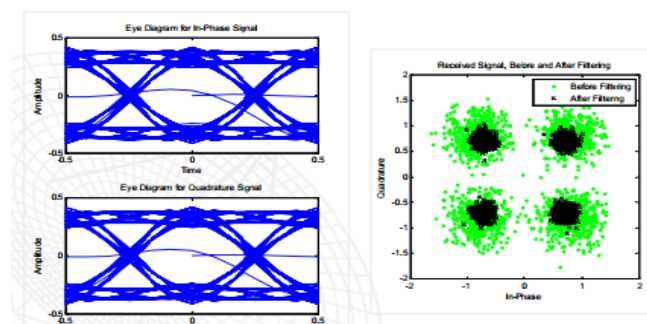 Eye Diagram for In-Phase Signal
0.5
0
-0.5
Amplitude
-0.5
0
0.5
Time
Eye Diagram for Quadrature Signal
0.5
0
-0.5
Amplitude
-0.5
0
0.5
Received Signal, Before and After Filtering
2
1.5
1
0.5
0
-0.5
-1
-1.5
-2
Quadrature
Before Filtering
After Filtering
-2
-1
0
1
2
In-Phase